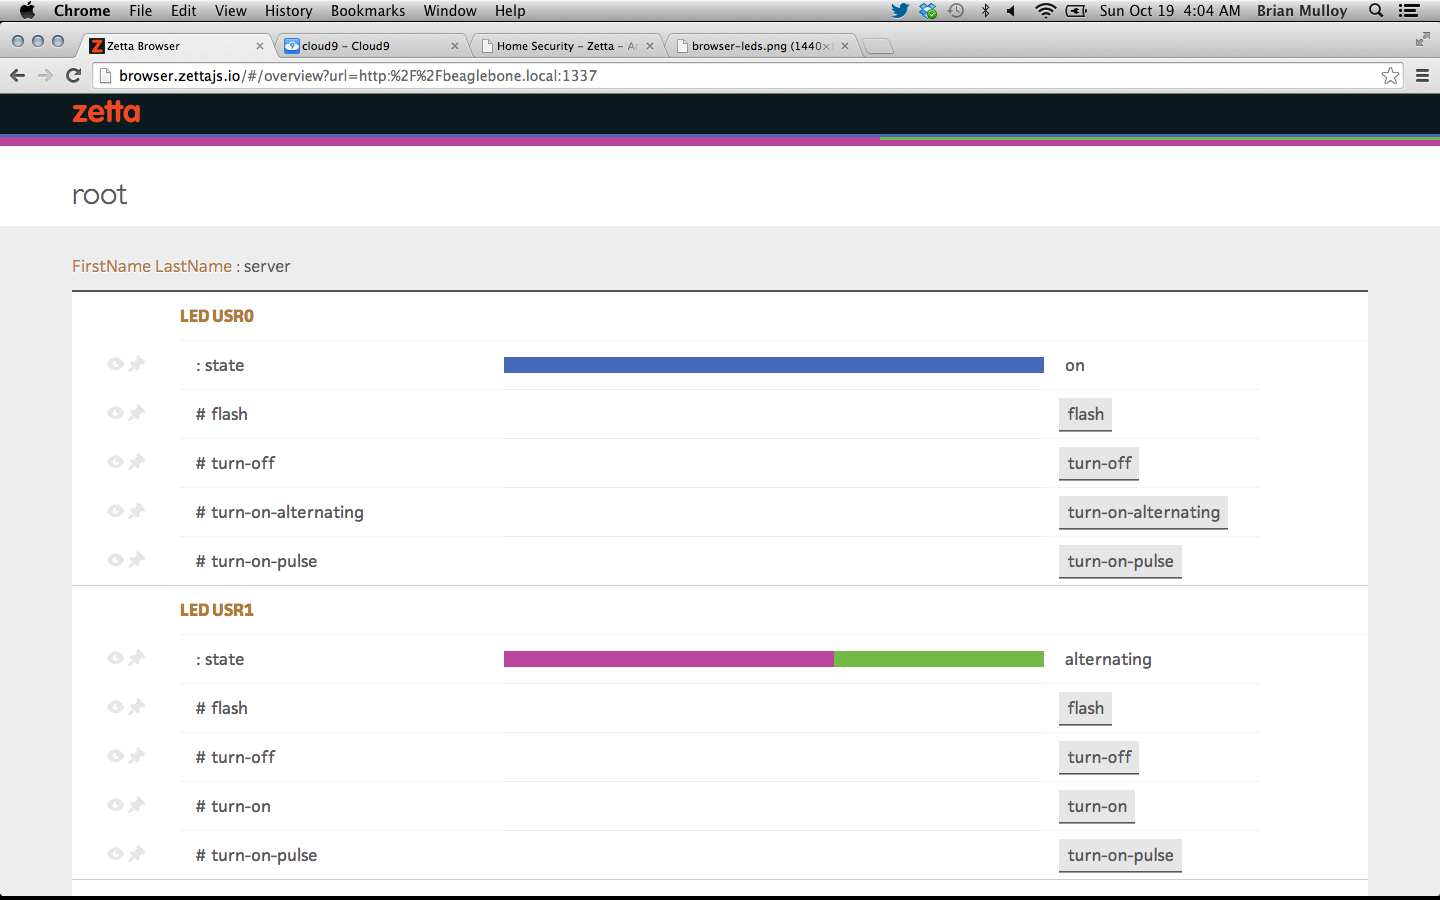 Chrome File Edit View History Bookmarks Window Help Sun Oct 19 4:04 AM Brian Mulloy
Zetta Browser cloud9 – Cloud9 Home Security – Zetta – browser-leds.png (1440×
browser.zettajs.io/#/overview?url=http:%2F%2Fbeaglebone.local:1337
zetta
root
FirstName LastName : server
LED USR0
: state on
# flash flash
# turn-off turn-off
# turn-on-alternating turn-on-alternating
# turn-on-pulse turn-on-pulse
LED USR1
: state alternating
# flash flash
# turn-off turn-off
# turn-on turn-on
# turn-on-pulse turn-on-pulse